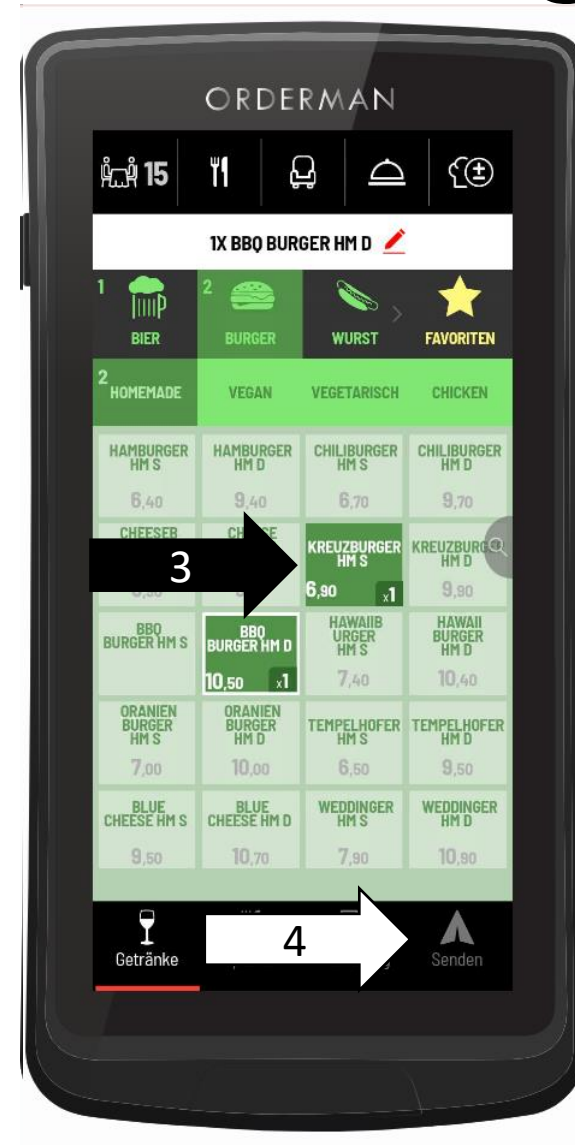 ORDERMAN
15
1X BBQ BURGER HM D
1 2
BIER BURGER WURST FAVORITEN
2
HOMEMADE VEGAN VEGETARISCH CHICKEN
HAMBURGER HM S
6,40
HAMBURGER HM D
9,40
CHILIBURGER HM S
6,70
CHILIBURGER HM D
9,70
CHEESEB
3
KREUZBURGER
HM S
6,90 x1
HM D
9,90
BBQ
BURGER HM S
BBQ
BURGER HM D
10,50 x1
HAWAIIB
URGER
HM S
7,40
HAWAII
BURGER
HM D
10,40
ORANIEN
BURGER
HM S
7,00
ORANIEN
BURGER
HM D
10,00
TEMPELHOFER
HM S
6,50
TEMPELHOFER
HM D
9,50
BLUE
CHEESE HM S
9,50
BLUE
CHEESE HM D
10,70
WEDDINGER
HM S
7,90
WEDDINGER
HM D
10,90
4
Getränke
Senden